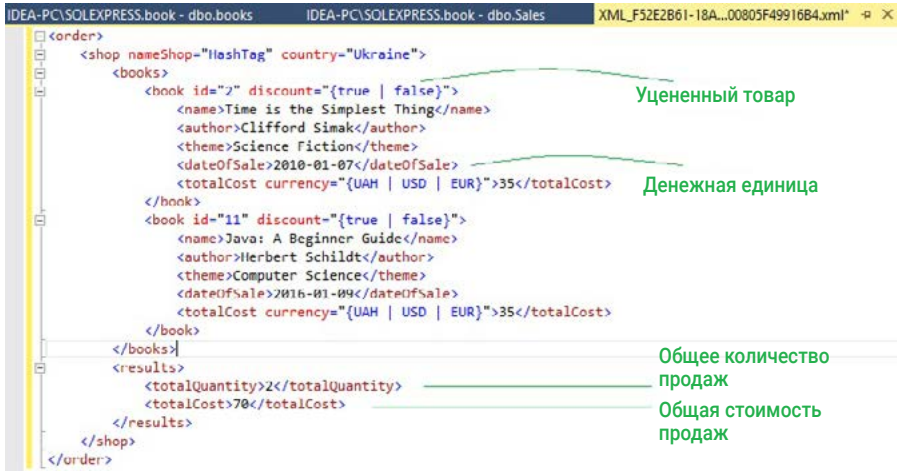 IDEA-PC\SQLEXPRESS.book - dbo.books IDEA-PC\SQLEXPRESS.book - dbo.Sales XML_F52E2B61-18A...00805F49916B4.xml*
<order>
<shop nameShop="HashTag" country="Ukraine">
<books>
<book id="2" discount="{true | false}">
Уцененный товар
<name>Time is the Simplest Thing</name>
<author>Clifford Simak</author>
<theme>Science Fiction</theme>
<dateOfSale>2010-01-07</dateOfSale>
<totalCost currency="{UAH | USD | EUR}">35</totalCost>
Денежная единица
</book>
<book id="11" discount="{true | false}">
<name>Java: A Beginner Guide</name>
<author>Herbert Schildt</author>
<theme>Computer Science</theme>
<dateOfSale>2016-01-09</dateOfSale>
<totalCost currency="{UAH | USD | EUR}">35</totalCost>
</book>
</books>
<results>
Общее количество
продаж
<totalQuantity>2</totalQuantity>
<totalCost>70</totalCost>
Общая стоимость
продаж
</results>
</shop>
</order>